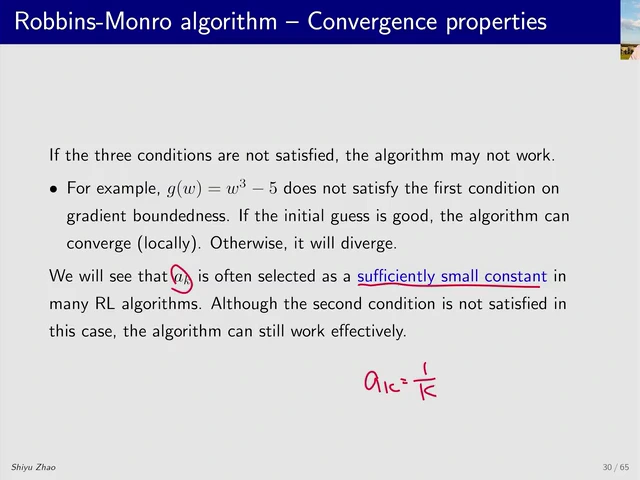 Robbins-Monro algorithm – Convergence properties
If the three conditions are not satisfied, the algorithm may not work.
• For example, g(w) = w³ − 5 does not satisfy the first condition on
gradient boundedness. If the initial guess is good, the algorithm can
converge (locally). Otherwise, it will diverge.
We will see that aₖ is often selected as a sufficiently small constant in
many RL algorithms. Although the second condition is not satisfied in
this case, the algorithm can still work effectively.
aₖ = 1/k
Shiyu Zhao
30 / 65